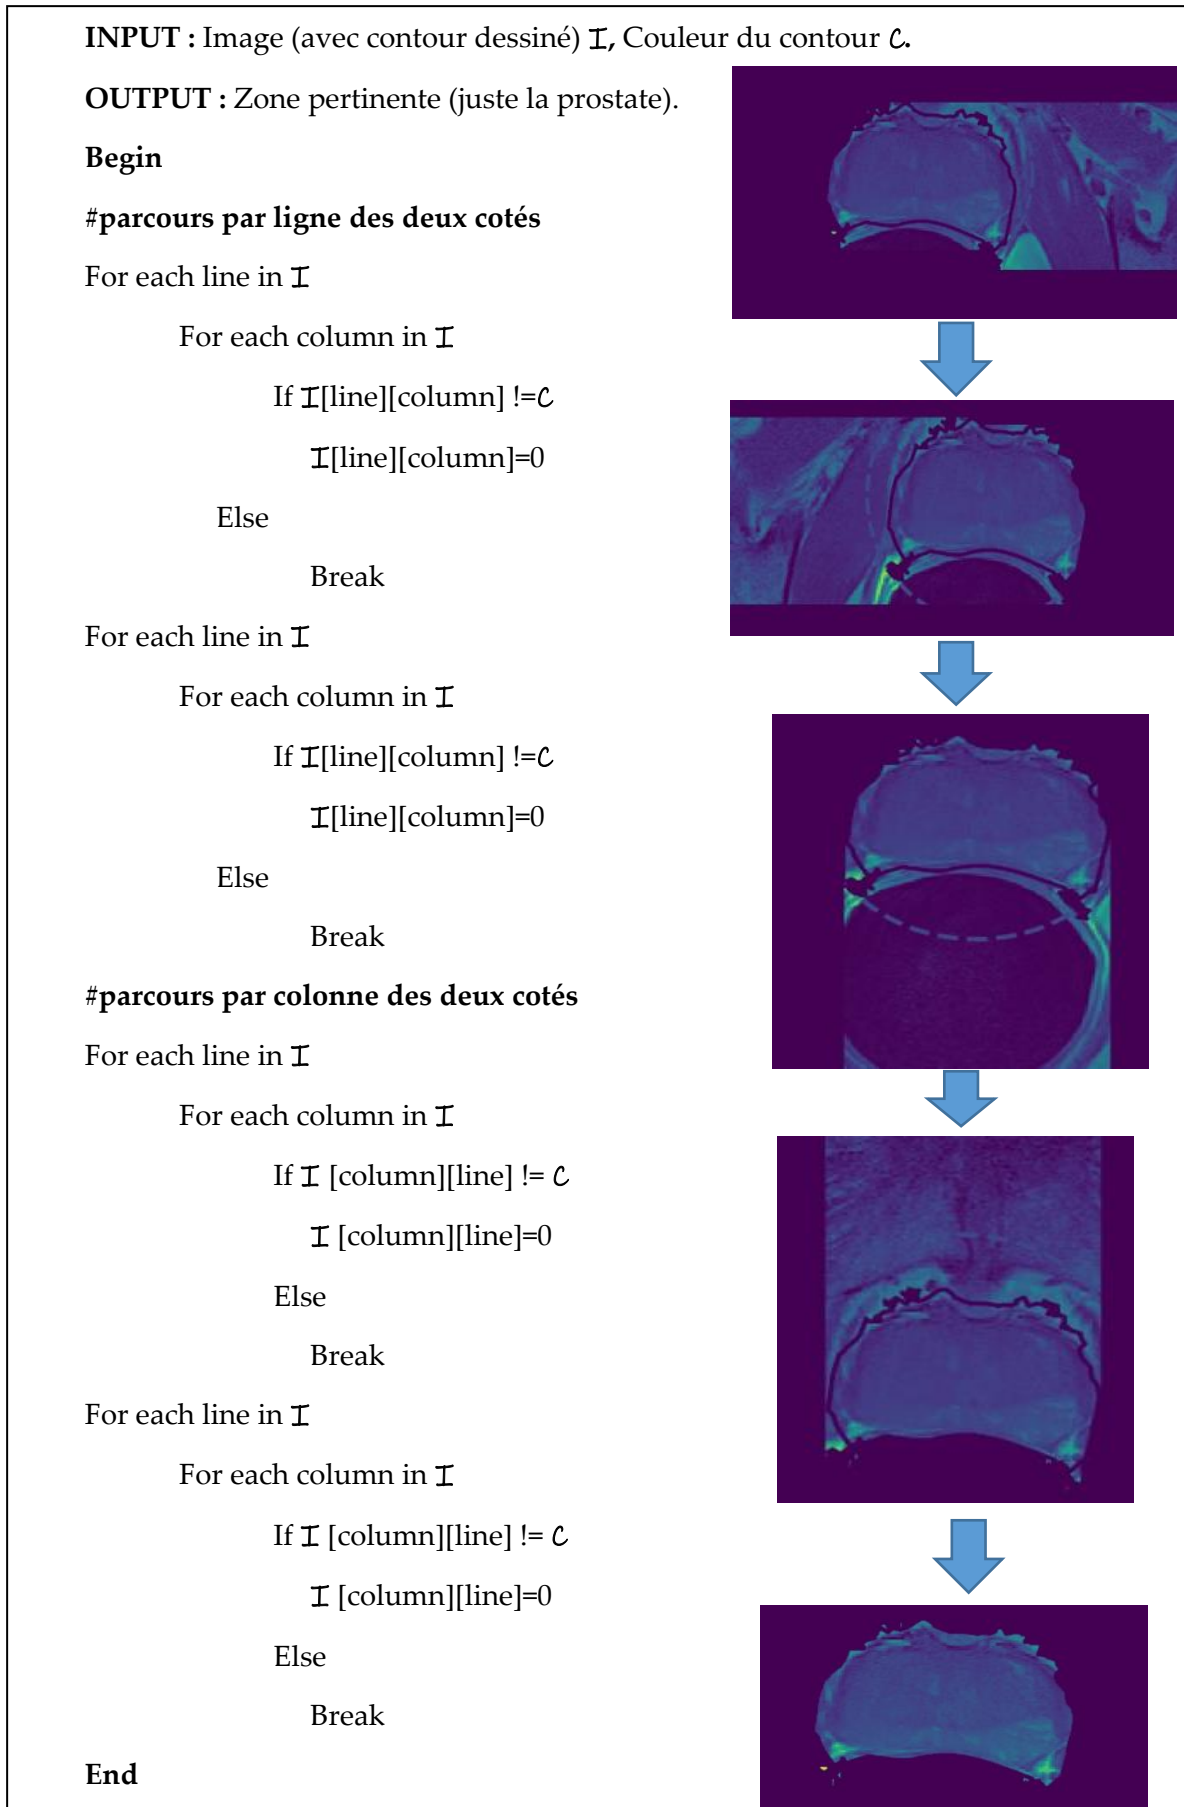 INPUT : Image (avec contour dessiné) I, Couleur du contour C.
OUTPUT : Zone pertinente (juste la prostate).
Begin
#parcours par ligne des deux cotés
For each line in I
For each column in I
If I[line][column] !=C
I[line][column]=0
Else
Break
For each line in I
For each column in I
If I[line][column] !=C
I[line][column]=0
Else
Break
#parcours par colonne des deux cotés
For each line in I
For each column in I
If I [column][line] != C
I [column][line]=0
Else
Break
For each line in I
For each column in I
If I [column][line] != C
I [column][line]=0
Else
Break
End